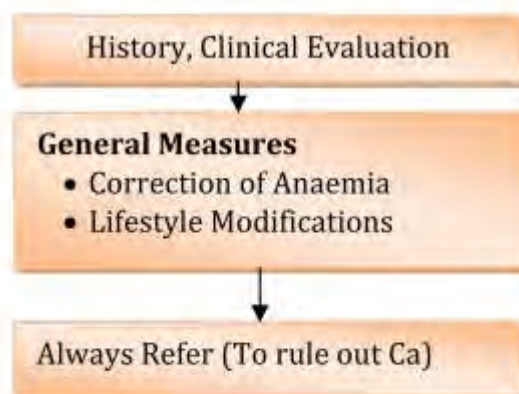 History, Clinical Evaluation
General Measures
• Correction of Anaemia
• Lifestyle Modifications
Always Refer (To rule out Ca)